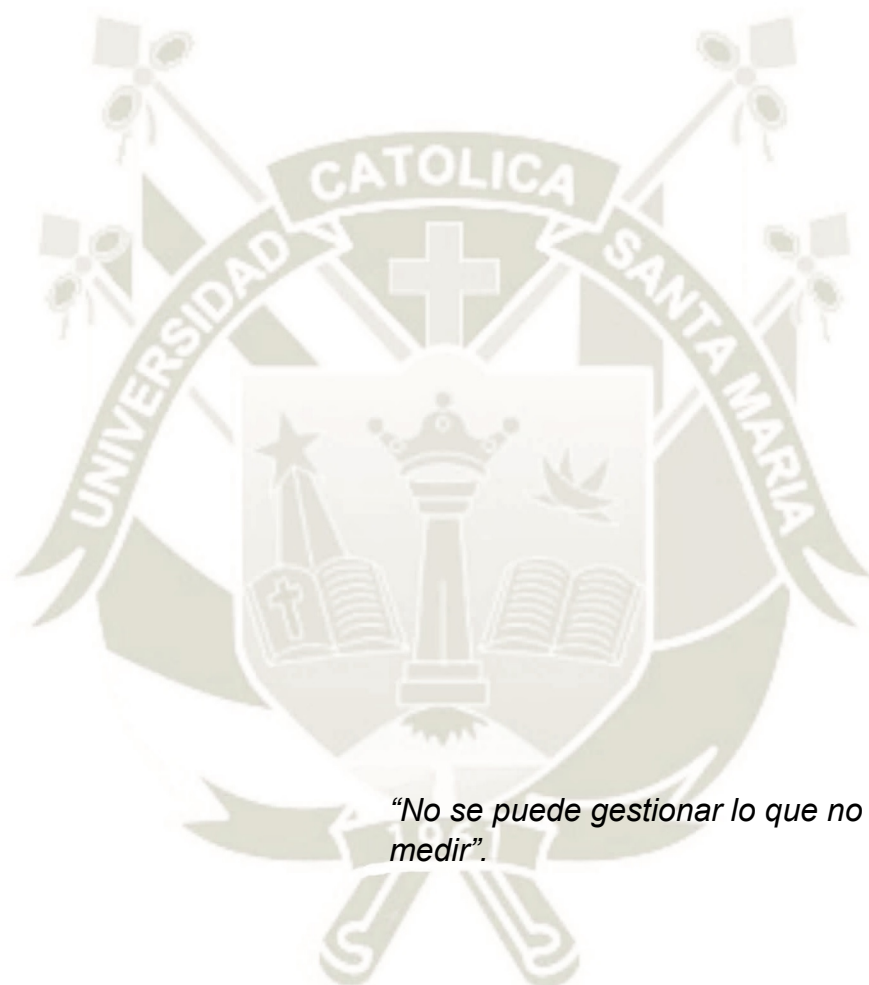 CATOLICA
UNIVERSIDAD
SANTA MARIA
“No se puede gestionar lo que no
medir”.